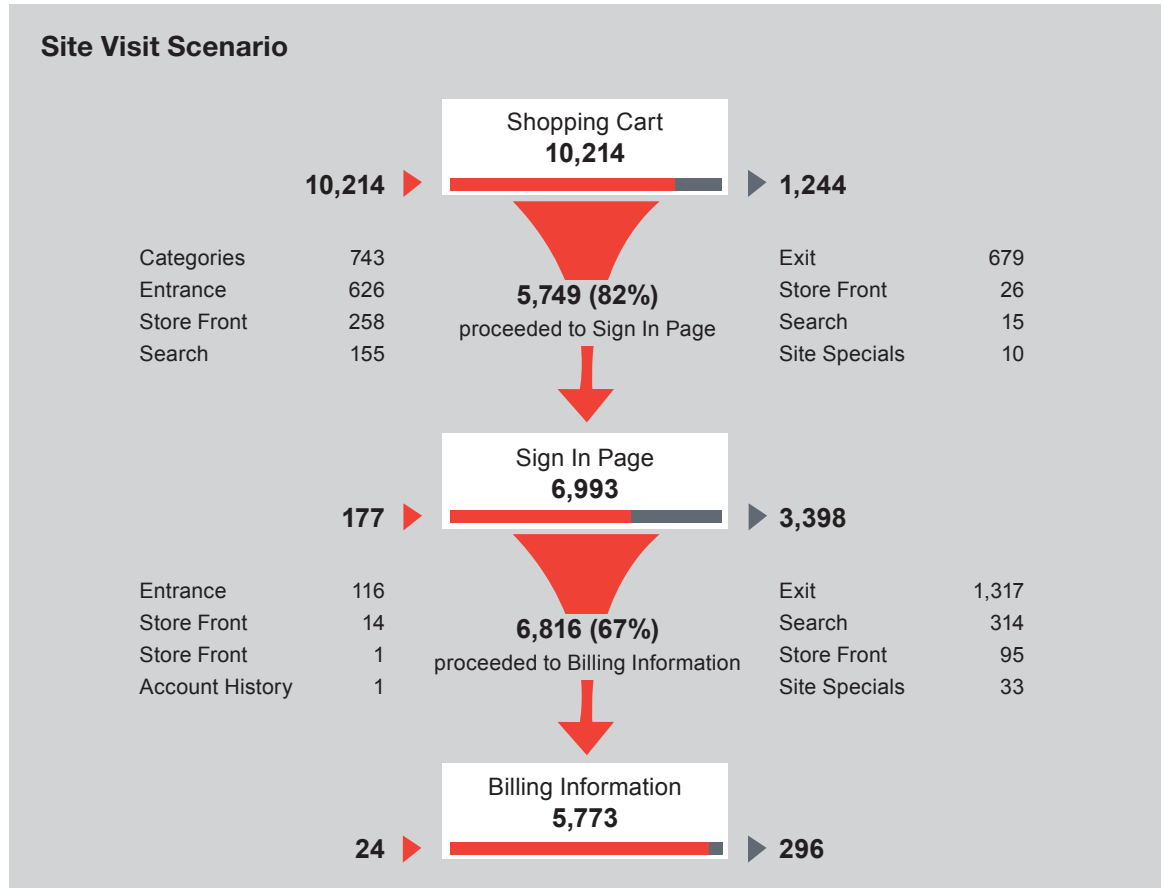 Site Visit Scenario
Shopping Cart
10,214
10,214
1,244
Categories 743
Entrance 626
Store Front 258
Search 155
5,749 (82%)
proceeded to Sign In Page
Exit 679
Store Front 26
Search 15
Site Specials 10
Sign In Page
6,993
177
3,398
Entrance 116
Store Front 14
Store Front 1
Account History 1
6,816 (67%)
proceeded to Billing Information
Exit 1,317
Search 314
Store Front 95
Site Specials 33
Billing Information
5,773
24
296